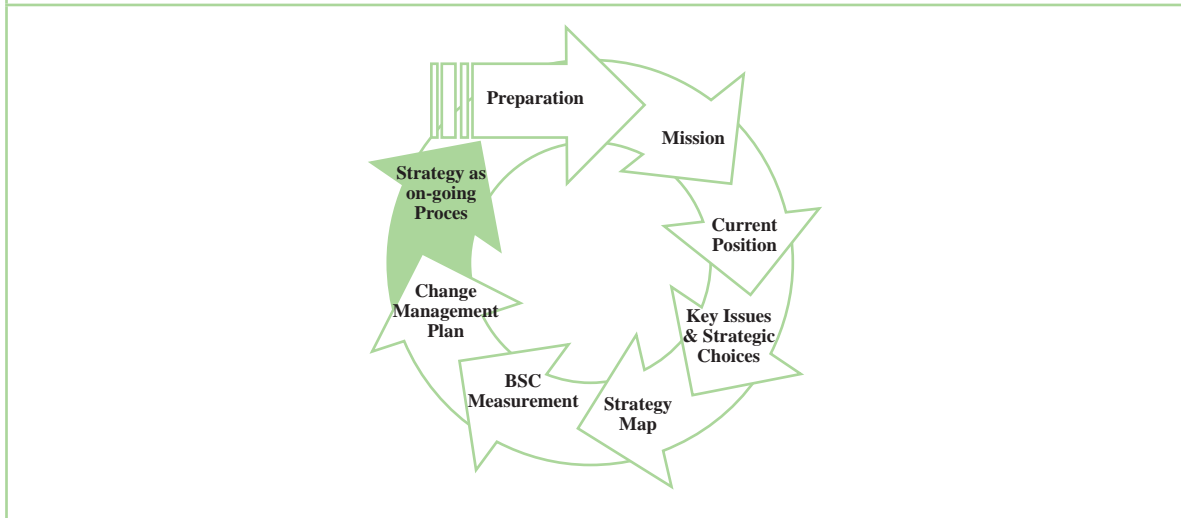 Preparation
Mission
Current
Position
Key Issues
& Strategic
Choices
Strategy
Map
BSC
Measurement
Change
Management
Plan
Strategy as
on-going
Proces